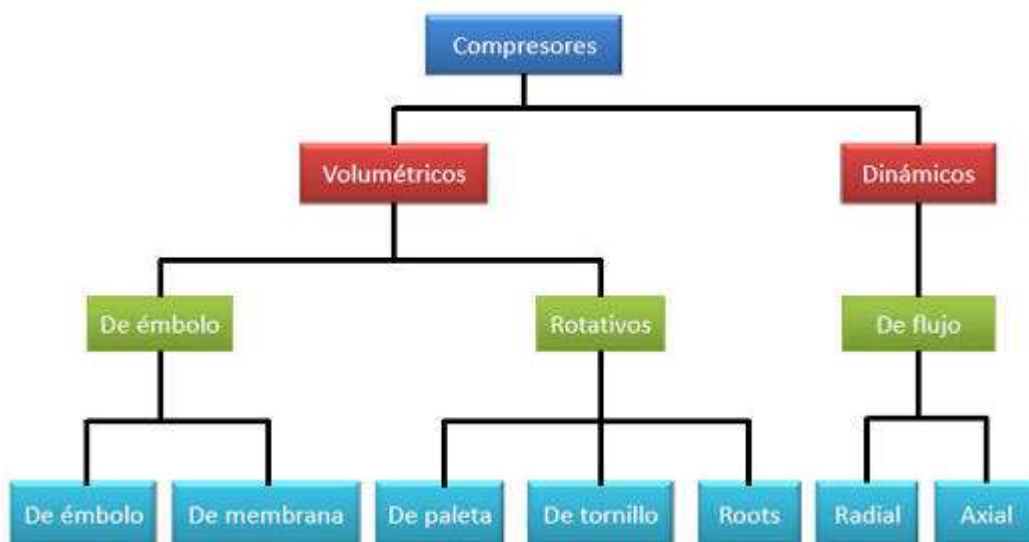 Compresores
Volumétricos
Dinámicos
De émbolo
Rotativos
De flujo
De émbolo
De membrana
De paleta
De tornillo
Roots
Radial
Axial